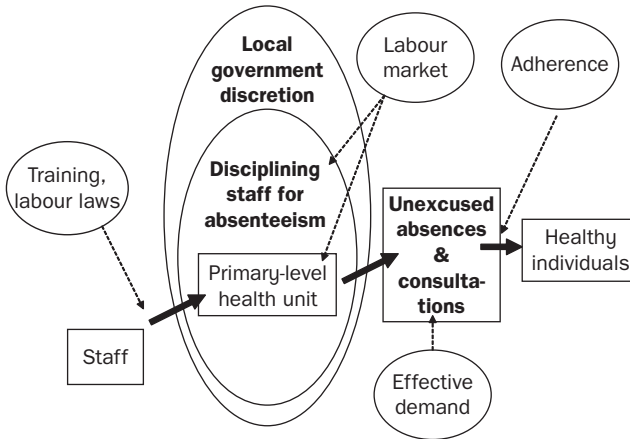 Local
government
discretion
Labour
market
Adherence
Training,
labour laws
Disciplining
staff for
absenteeism
Unexcused
absences
&
consulta-
tions
Healthy
individuals
Primary-level
health unit
Staff
Effective
demand